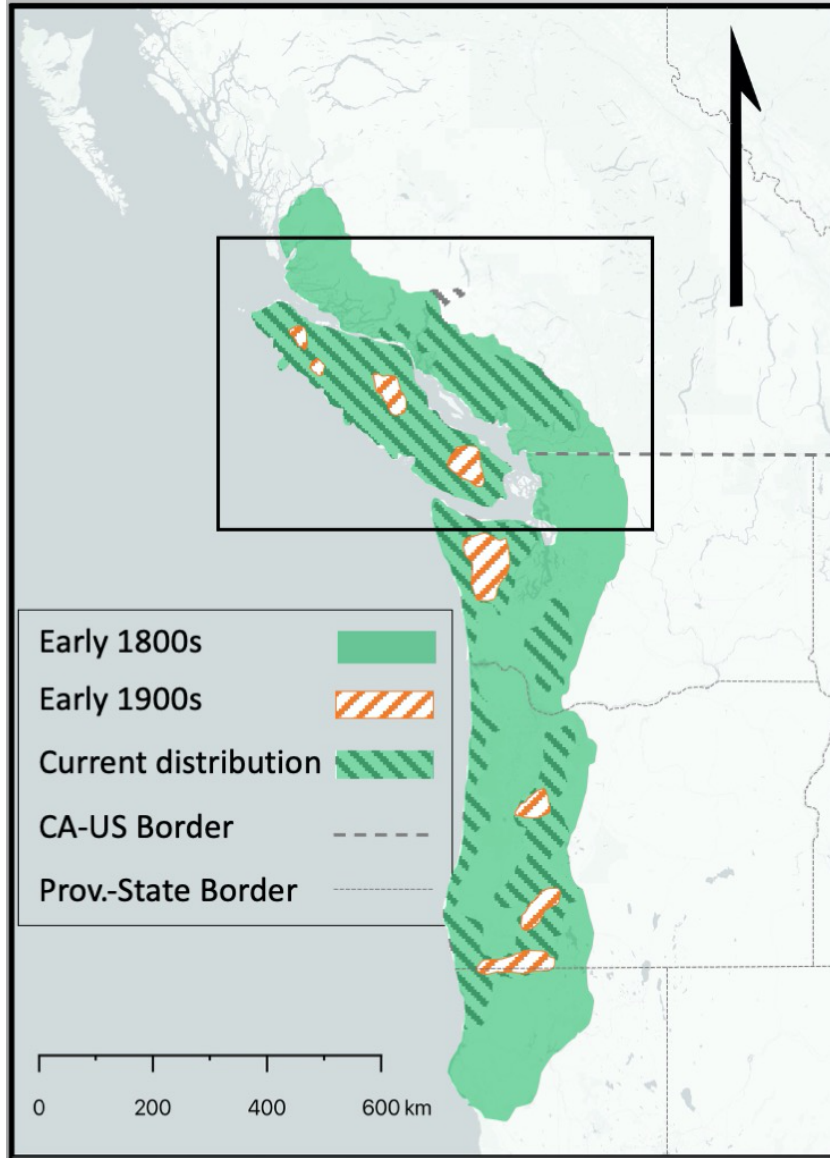 Early 1800s
Early 1900s
Current distribution
CA-US Border
Prov.-State Border
0 200 400 600 km